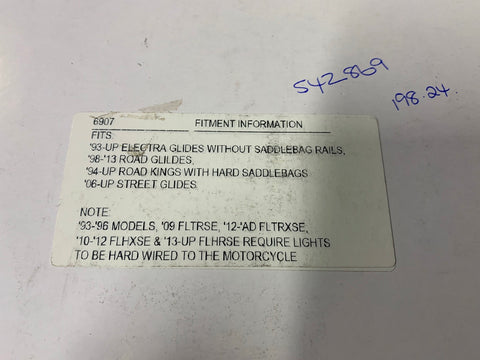 542869
198.24.
6907 FITMENT INFORMATION
FITS:
'93-UP ELECTRA GLIDES WITHOUT SADDLEBAG RAILS,
'98-'13 ROAD GLILDES,
'94-UP ROAD KINGS WITH HARD SADDLEBAGS
'06-UP STREET GLIDES.
NOTE:
'93-'96 MODELS, '09 FLTRSE, '12-'AD FLTRXSE,
'10-'12 FLHXSE & '13-UP FLHRSE REQUIRE LIGHTS
TO BE HARD WIRED TO THE MOTORCYCLE